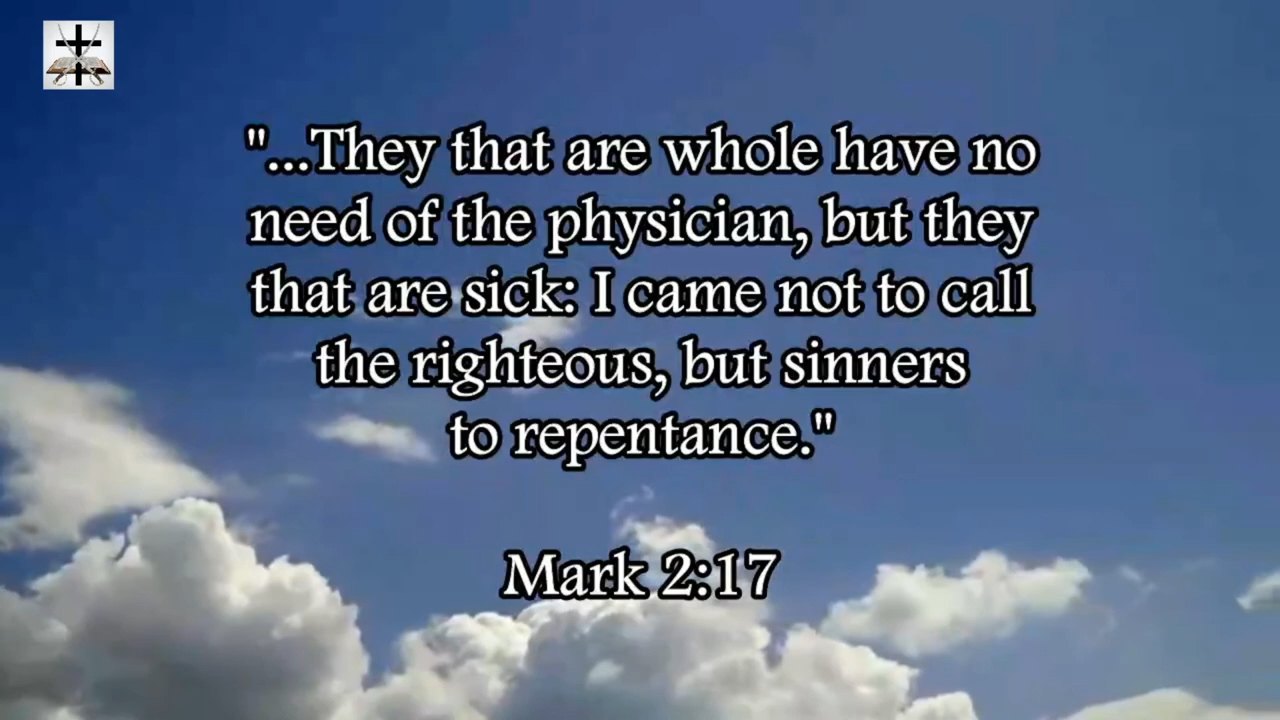 "...They that are whole have no
need of the physician, but they
that are sick: I came not to call
the righteous, but sinners
to repentance."
Mark 2:17